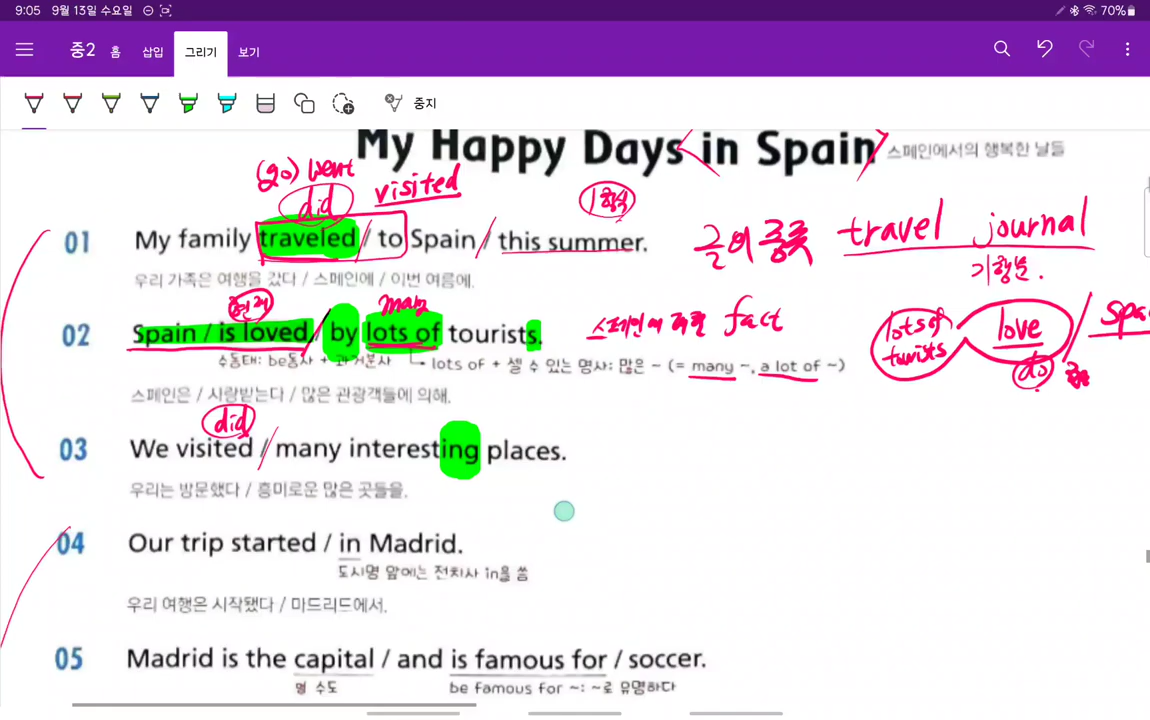 9:05 9월 13일 수요일 70%
중2 홈 삽입 그리기 보기
중지
My Happy Days in Spain 스페인에서의 행복한 날들
(go) went
did visited
1형식
01 My family traveled / to Spain / this summer.
글의 종류 travel journal
기행문.
우리 가족은 여행을 갔다 / 스페인에 / 이번 여름에.
현재 many
02 Spain / is loved / by lots of tourists.
스페인에 대한 fact
lots of tourists love / spa
do
수동태: be동사 + 과거분사 lots of + 셀 수 있는 명사: 많은 ~ (= many ~, a lot of ~)
스페인은 / 사랑받는다 / 많은 관광객들에 의해.
did
03 We visited / many interesting places.
우리는 방문했다 / 흥미로운 많은 곳들을.
04 Our trip started / in Madrid.
도시명 앞에는 전치사 in을 씀
우리 여행은 시작됐다 / 마드리드에서.
05 Madrid is the capital / and is famous for / soccer.
명 수도 be famous for ~: ~로 유명하다